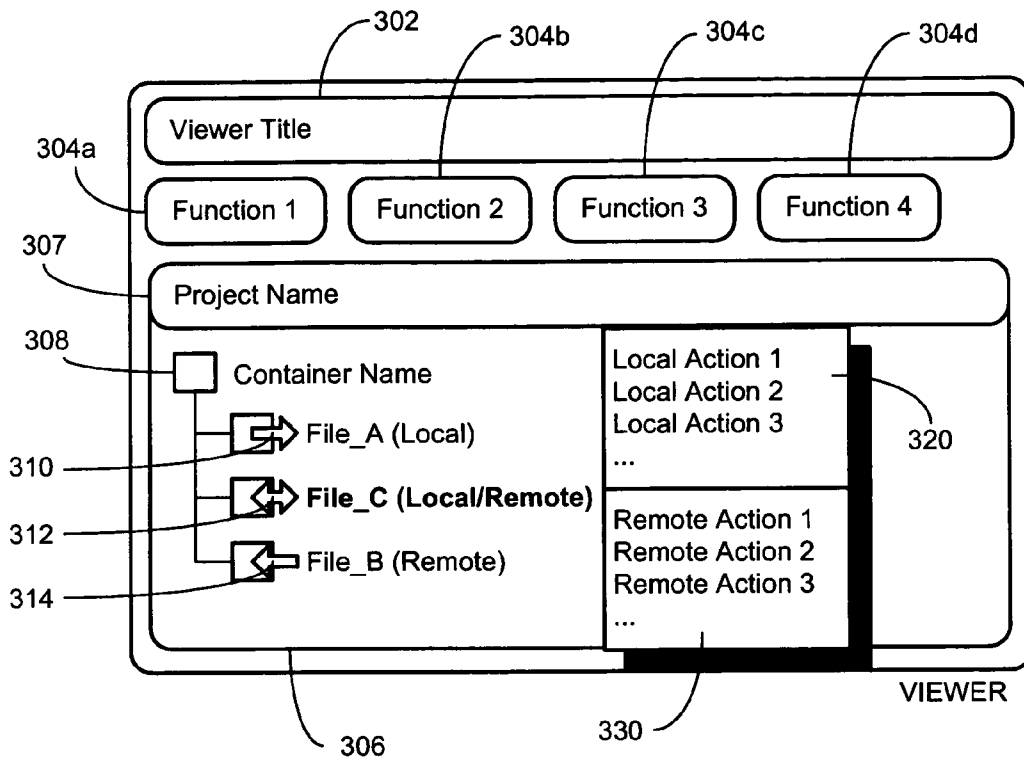 302
304b
304c
304d
Viewer Title
304a
Function 1
Function 2
Function 3
Function 4
307
Project Name
308
Container Name
Local Action 1
Local Action 2
Local Action 3
...
320
310
File_A (Local)
312
File_C (Local/Remote)
314
File_B (Remote)
Remote Action 1
Remote Action 2
Remote Action 3
...
VIEWER
306
330